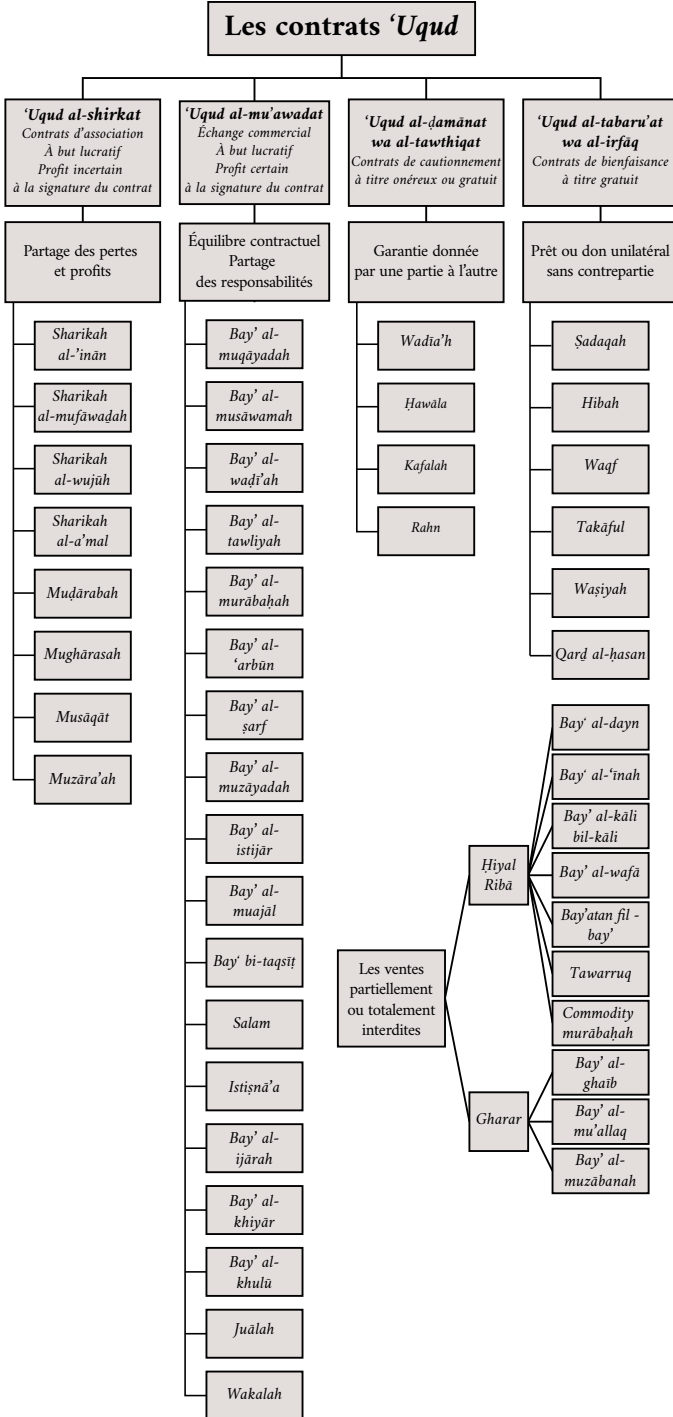 Les contrats ‘Uqud
‘Uqud al-shirkat
Contrats d’association
À but lucratif
Profit incertain
à la signature du contrat
Partage des pertes
et profits
Sharikah
al-’inān
Sharikah
al-mufāwaḍah
Sharikah
al-wujūh
Sharikah
al-a’mal
Muḍārabah
Mughārasah
Musāqāt
Muzāra’ah
‘Uqud al-mu’awadat
Échange commercial
À but lucratif
Profit certain
à la signature du contrat
Équilibre contractuel
Partage
des responsabilités
Bay’ al-
muqāyadah
Bay’ al-
musāwamah
Bay’ al-
waḍī’ah
Bay’ al-
tawliyah
Bay’ al-
murābaḥah
Bay’ al-
‘arbūn
Bay’ al-
ṣarf
Bay’ al-
muzāyadah
Bay’ al-
istijār
Bay’ al-
muajāl
Bay‘ bi-taqsīṭ
Salam
Istiṣnā’a
Bay’ al-
ijārah
Bay’ al-
khiyār
Bay’ al-
khulū
Juālah
Wakalah
‘Uqud al-ḍamānat
wa al-tawthiqat
Contrats de cautionnement
à titre onéreux ou gratuit
Garantie donnée
par une partie à l’autre
Wadīa’h
Ḥawāla
Kafalah
Rahn
‘Uqud al-tabaru’at
wa al-irfāq
Contrats de bienfaisance
à titre gratuit
Prêt ou don unilatéral
sans contrepartie
Ṣadaqah
Hibah
Waqf
Takāful
Waṣiyah
Qarḍ al-ḥasan
Les ventes
partiellement
ou totalement
interdites
Ḥiyal
Ribā
Bay‘ al-dayn
Bay‘ al-‘īnah
Bay’ al-kāli
bil-kāli
Bay’ al-wafā
Bay’atan fil -
bay’
Tawarruq
Commodity
murābaḥah
Gharar
Bay’ al-
ghaīb
Bay’ al-
mu’allaq
Bay’ al-
muzābanah